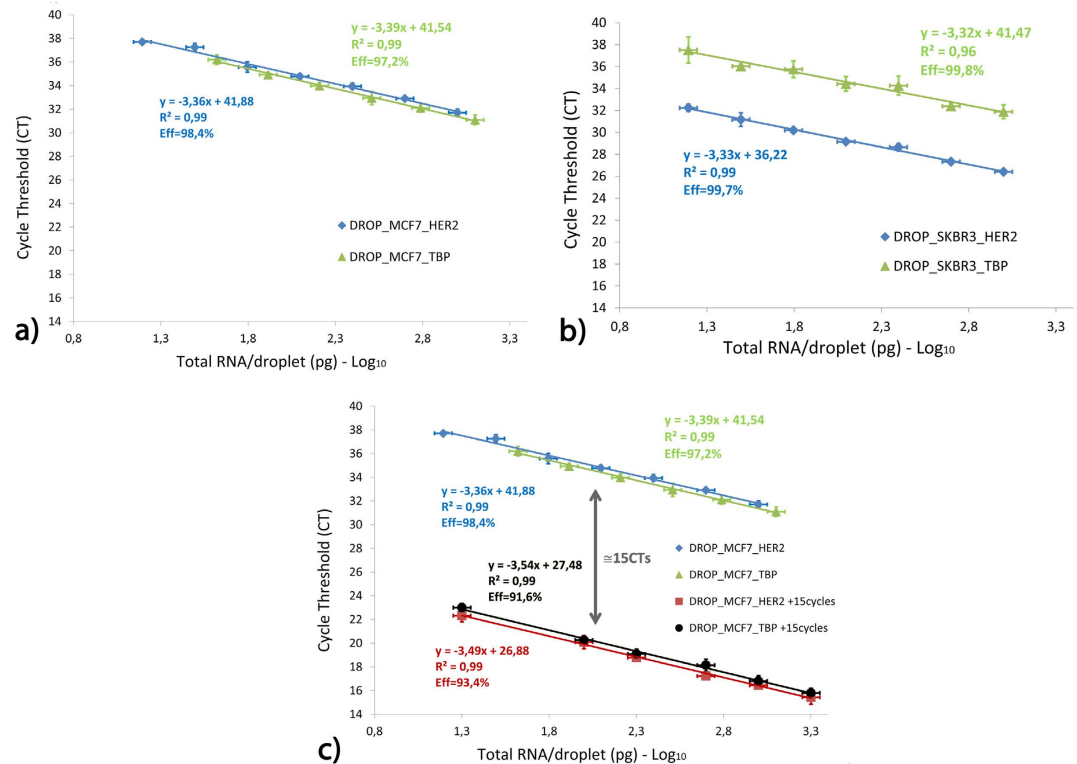 40
38
36
34
32
30
28
26
24
22
20
18
16
14
Cycle Threshold (CT)
y = -3,39x + 41,54
R² = 0,99
Eff=97,2%
y = -3,36x + 41,88
R² = 0,99
Eff=98,4%
DROP_MCF7_HER2
DROP_MCF7_TBP
0,8 1,3 1,8 2,3 2,8 3,3
Total RNA/droplet (pg) - Log₁₀
a)
40
38
36
34
32
30
28
26
24
22
20
18
16
14
Cycle Threshold (CT)
y = -3,32x + 41,47
R² = 0,96
Eff=99,8%
y = -3,33x + 36,22
R² = 0,99
Eff=99,7%
DROP_SKBR3_HER2
DROP_SKBR3_TBP
0,8 1,3 1,8 2,3 2,8 3,3
Total RNA/droplet (pg) - Log₁₀
b)
40
38
36
34
32
30
28
26
24
22
20
18
16
14
Cycle Threshold (CT)
y = -3,39x + 41,54
R² = 0,99
Eff=97,2%
y = -3,36x + 41,88
R² = 0,99
Eff=98,4%
≅15CTs
y = -3,54x + 27,48
R² = 0,99
Eff=91,6%
y = -3,49x + 26,88
R² = 0,99
Eff=93,4%
DROP_MCF7_HER2
DROP_MCF7_TBP
DROP_MCF7_HER2 +15cycles
DROP_MCF7_TBP +15cycles
0,8 1,3 1,8 2,3 2,8 3,3
Total RNA/droplet (pg) - Log₁₀
c)